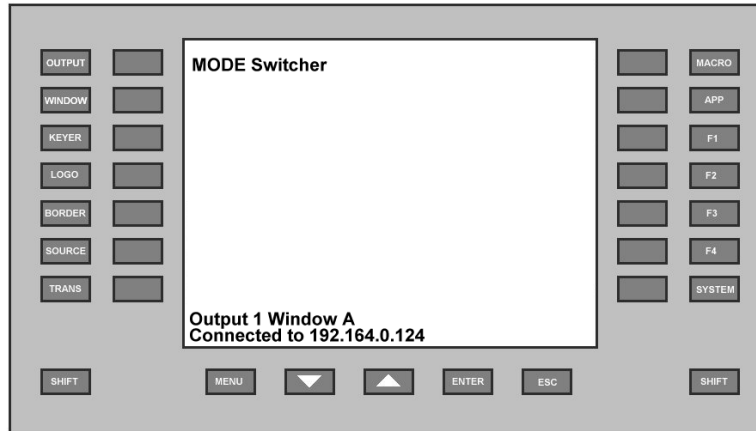 MODE Switcher
OUTPUT
WINDOW
KEYER
LOGO
BORDER
SOURCE
TRANS
MACRO
APP
F1
F2
F3
F4
SYSTEM
Output 1 Window A
Connected to 192.164.0.124
SHIFT
MENU
ENTER
ESC
SHIFT